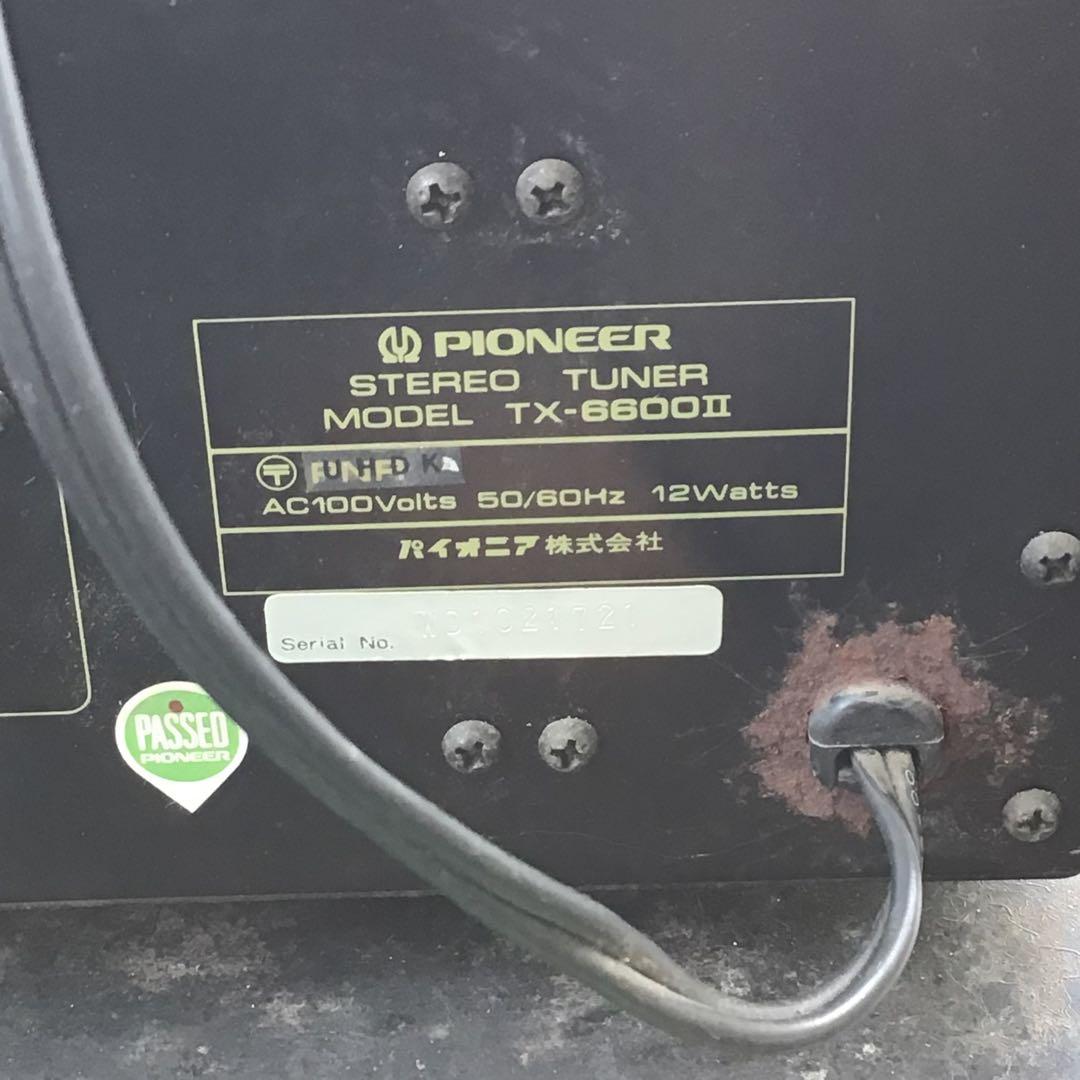 PIONEER
STEREO TUNER
MODEL TX-6600II
〒
AC100Volts 50/60Hz 12Watts
パイオニア株式会社
Serial No.
PASSED
PIONEER